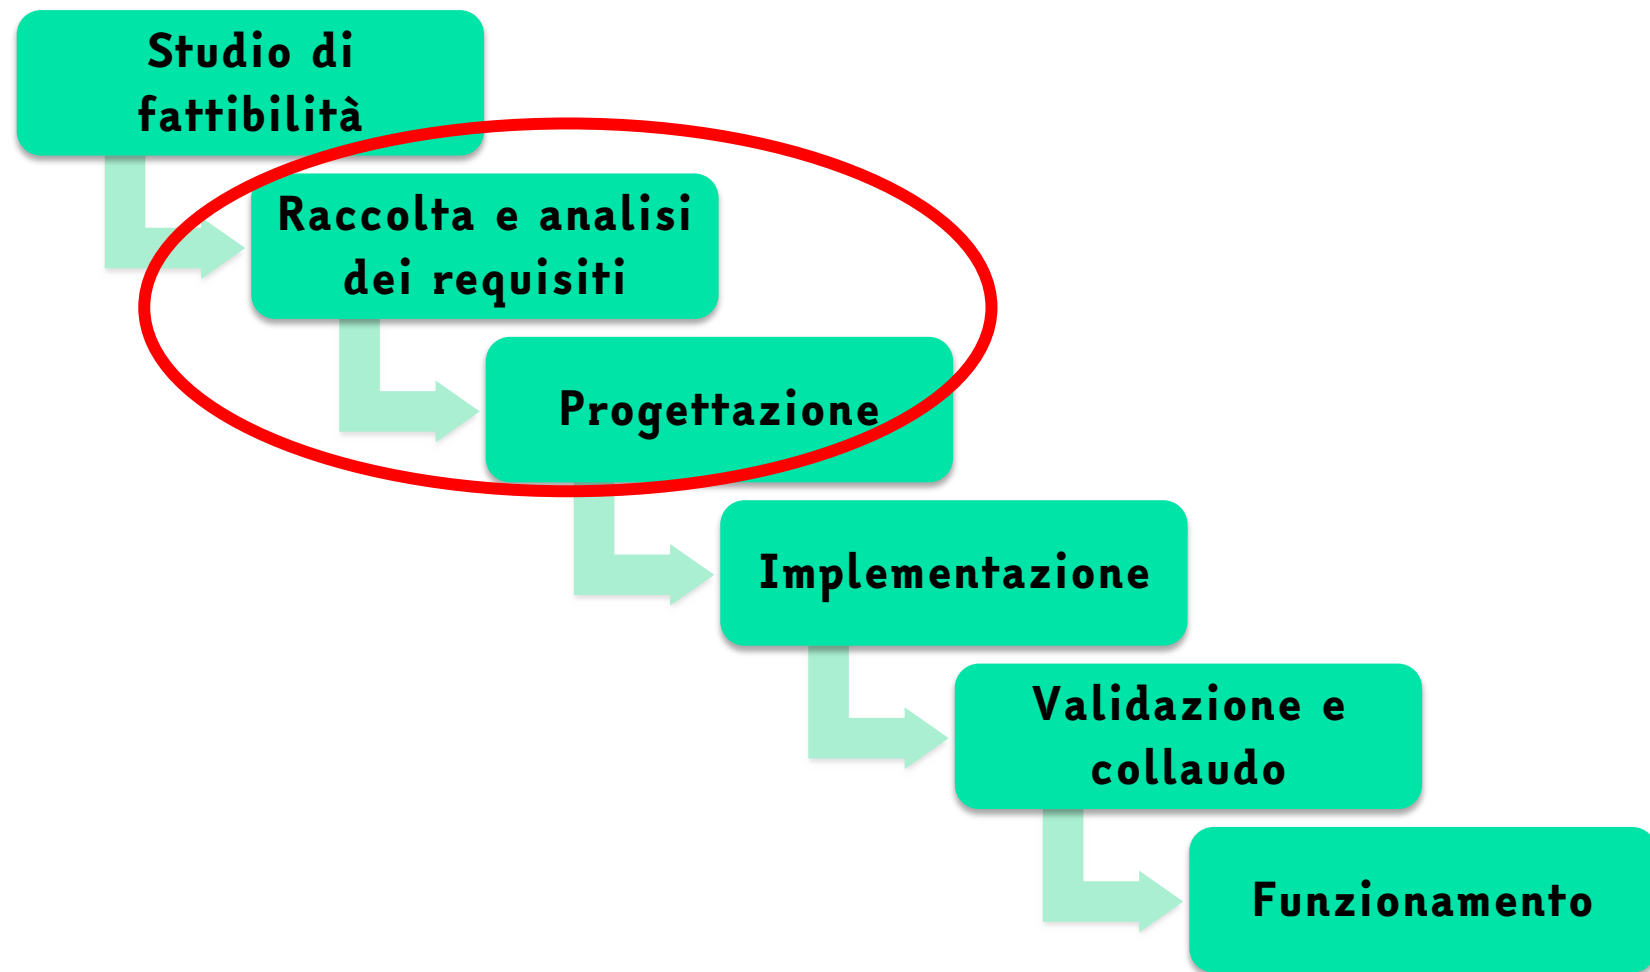 Studio di
fattibilità
Raccolta e analisi
dei requisiti
Progettazione
Implementazione
Validazione e
collaudo
Funzionamento